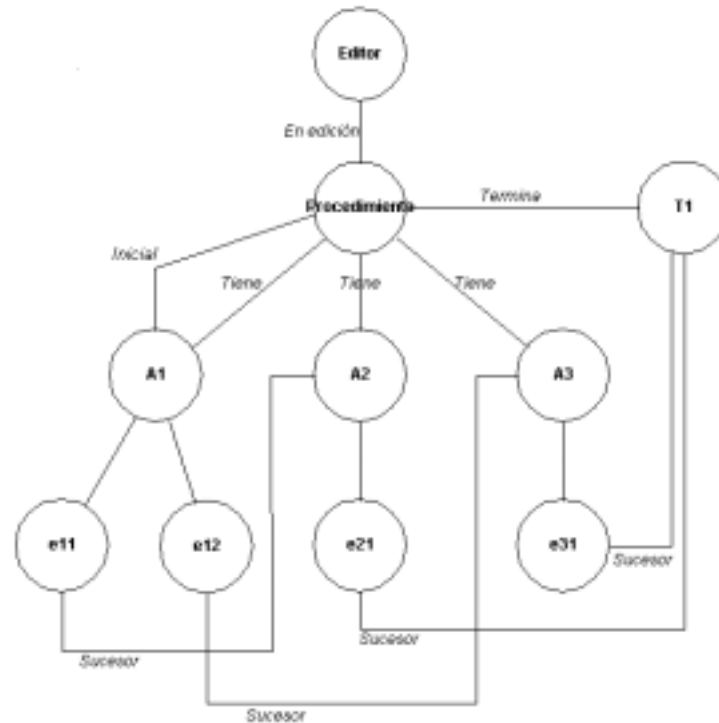 Editor
En edición
Procedimiento
Termina
T1
Inicial
Tiene
Tiene
Tiene
A1
A2
A3
e11
e12
e21
e31
Sucesor
Sucesor
Sucesor
Sucesor